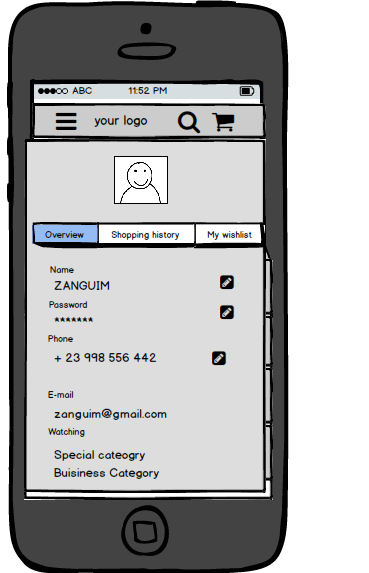 ABC 11:52 PM
your logo
Overview Shopping history My wishlist
Name
ZANGUIM
Password
*******
Phone
+ 23 998 556 442
E-mail
zanguim@gmail.com
Watching
Special cateogry
Buisiness Category